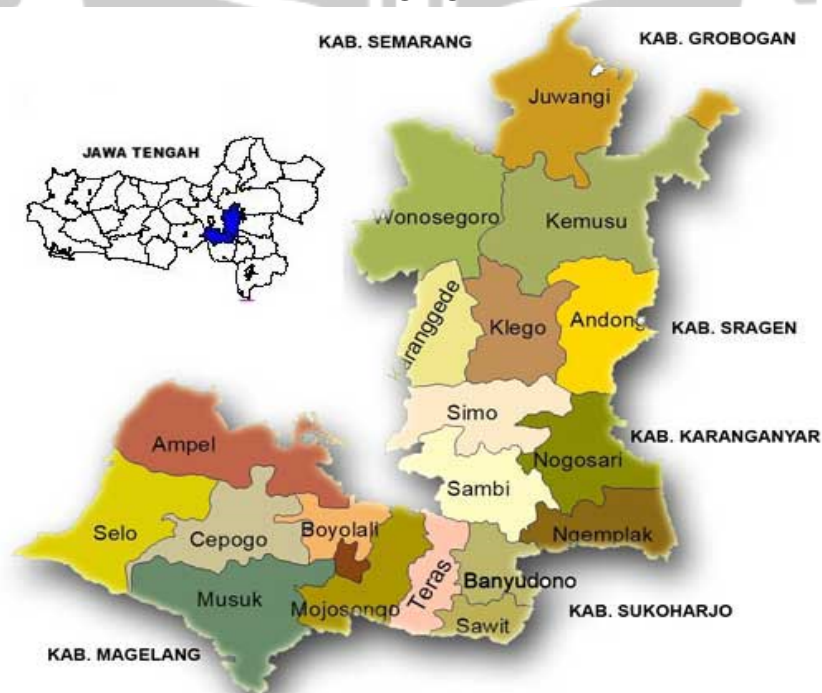 KAB. SEMARANG
KAB. GROBOGAN
Juwangi
JAWA TENGAH
Wonosegoro
Kemusu
Karanggede
Klego
Andong
KAB. SRAGEN
Simo
Ampel
KAB. KARANGANYAR
Nogosari
Sambi
Selo
Cepogo
Boyolali
Ngemplak
Teras
Banyudono
Musuk
Mojosongo
KAB. SUKOHARJO
Sawit
KAB. MAGELANG